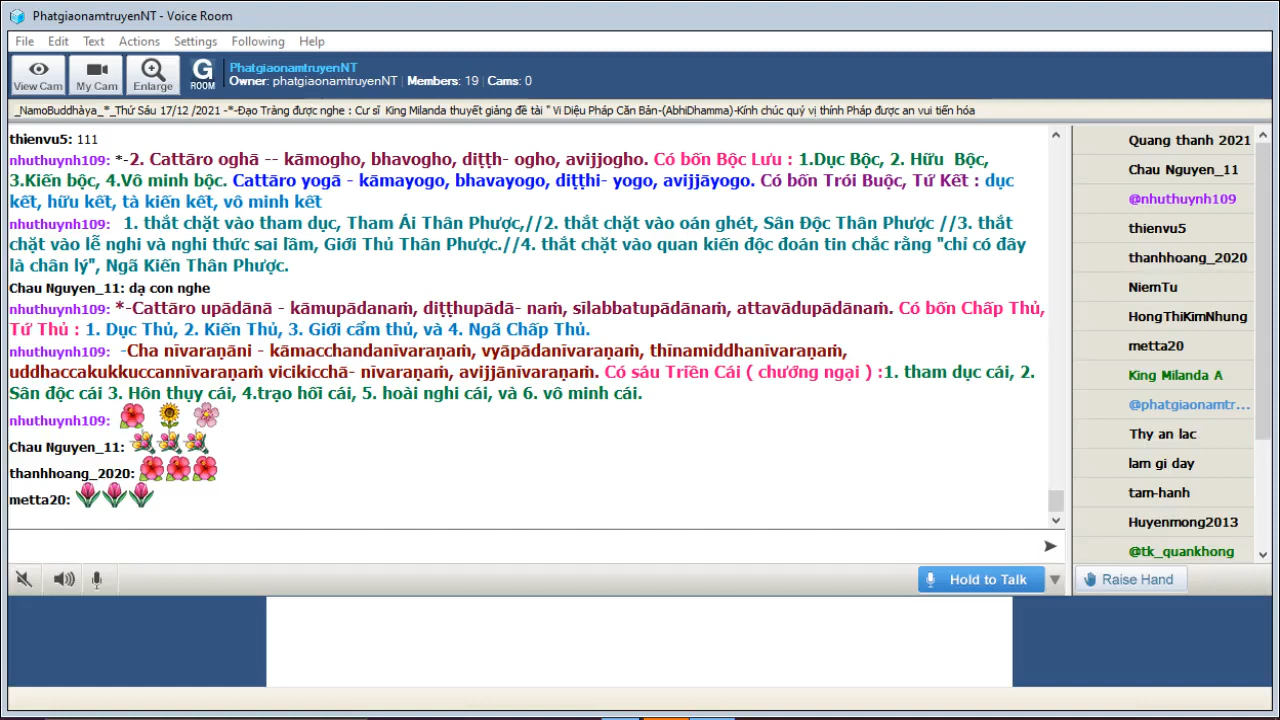 PhatgiaonamtruyenNT - Voice Room
File Edit Text Actions Settings Following Help
View Cam My Cam Enlarge G ROOM
PhatgiaonamtruyenNT
Owner: phatgiaonamtruyenNT | Members: 19 | Cams: 0
_NamoBuddhàya_*_Thứ Sáu 17/12 /2021 -*-Đạo Tràng được nghe : Cư sĩ King Milanda thuyết giảng đề tài " Vi Diệu Pháp Căn Bản-(AbhiDhamma)-Kính chúc quý vị thính Pháp được an vui tiến hóa
thienvu5: 111
nhuthuynh109: *-2. Cattāro oghā -- kāmogho, bhavogho, diṭṭh- ogho, avijjogho. Có bốn Bộc Lưu : 1.Dục Bộc, 2. Hữu Bộc,
3.Kiến bộc, 4.Vô minh bộc. Cattāro yogā - kāmayogo, bhavayogo, diṭṭhi- yogo, avijjāyogo. Có bốn Trói Buộc, Tứ Kết : dục
kết, hữu kết, tà kiến kết, vô minh kết
nhuthuynh109: 1. thắt chặt vào tham dục, Tham Ái Thân Phược,//2. thắt chặt vào oán ghét, Sân Độc Thân Phược //3. thắt
chặt vào lễ nghi và nghi thức sai lầm, Giới Thủ Thân Phược.//4. thắt chặt vào quan kiến độc đoán tin chắc rằng "chỉ có đây
là chân lý", Ngã Kiến Thân Phược.
Chau Nguyen_11: dạ con nghe
nhuthuynh109: *-Cattāro upādānā - kāmupādanaṁ, diṭṭhupādā- naṁ, sīlabbatupādānaṁ, attavādupādānaṁ. Có bốn Chấp Thủ,
Tứ Thủ : 1. Dục Thủ, 2. Kiến Thủ, 3. Giới cẩm thủ, và 4. Ngã Chấp Thủ.
nhuthuynh109: -Cha nīvaraṇāni - kāmacchandanīvaraṇaṁ, vyāpādanīvaraṇaṁ, thīnamiddhanīvaraṇaṁ,
uddhaccakukkuccannīvaraṇaṁ vicikicchā- nīvaraṇaṁ, avijjānīvaraṇaṁ. Có sáu Triền Cái ( chướng ngại ) :1. tham dục cái, 2.
Sân độc cái 3. Hôn thụy cái, 4.trạo hối cái, 5. hoài nghi cái, và 6. vô minh cái.
nhuthuynh109:
Chau Nguyen_11:
thanhhoang_2020:
metta20:
Quang thanh 2021
Chau Nguyen_11
@nhuthuynh109
thienvu5
thanhhoang_2020
NiemTu
HongThiKimNhung
metta20
King Milanda A
@phatgiaonamtr...
Thy an lac
lam gi day
tam-hanh
Huyenmong2013
@tk_quankhong
Hold to Talk
Raise Hand